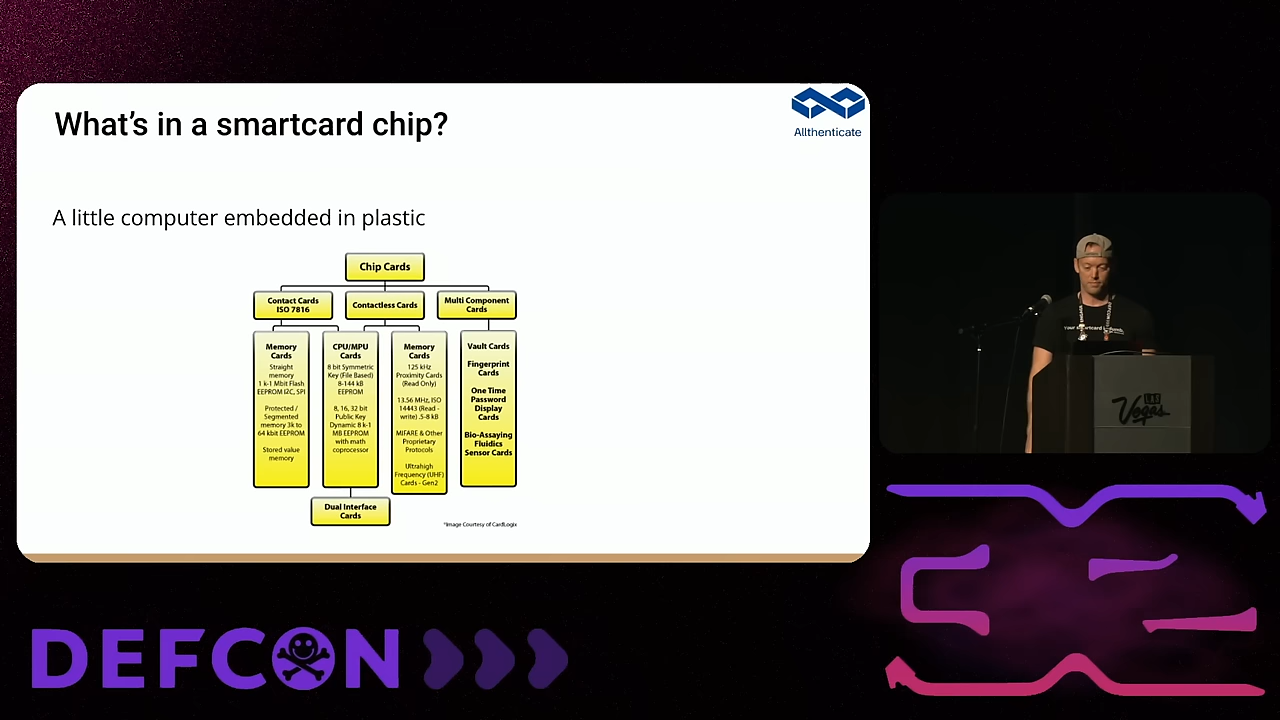 What's in a smartcard chip?
Allthenticate
A little computer embedded in plastic
Chip Cards
Contact Cards
ISO 7816
Contactless Cards
Multi Component
Cards
Memory
Cards
Straight
memory
1 k-1 Mbit Flash
EEPROM I2C, SPI
Protected /
Segmented
memory 3k to
64 kbit EEPROM
Stored value
memory
CPU/MPU
Cards
8 bit Symmetric
Key (File Based)
8-144 kB
EEPROM
8, 16, 32 bit
Public Key
Dynamic 8 k-1
MB EEPROM
with math
coprocessor
Memory
Cards
125 kHz
Proximity Cards
(Read Only)
13.56 MHz, ISO
14443 (Read -
write) .5-8 kB
MIFARE & Other
Proprietary
Protocols
Ultrahigh
Frequency (UHF)
Cards - Gen2
Vault Cards
Fingerprint
Cards
One Time
Password
Display
Cards
Bio-Assaying
Fluidics
Sensor Cards
Dual Interface
Cards
*Image Courtesy of CardLogix
Your smartcard is
LAS
Vegas
DEFCON